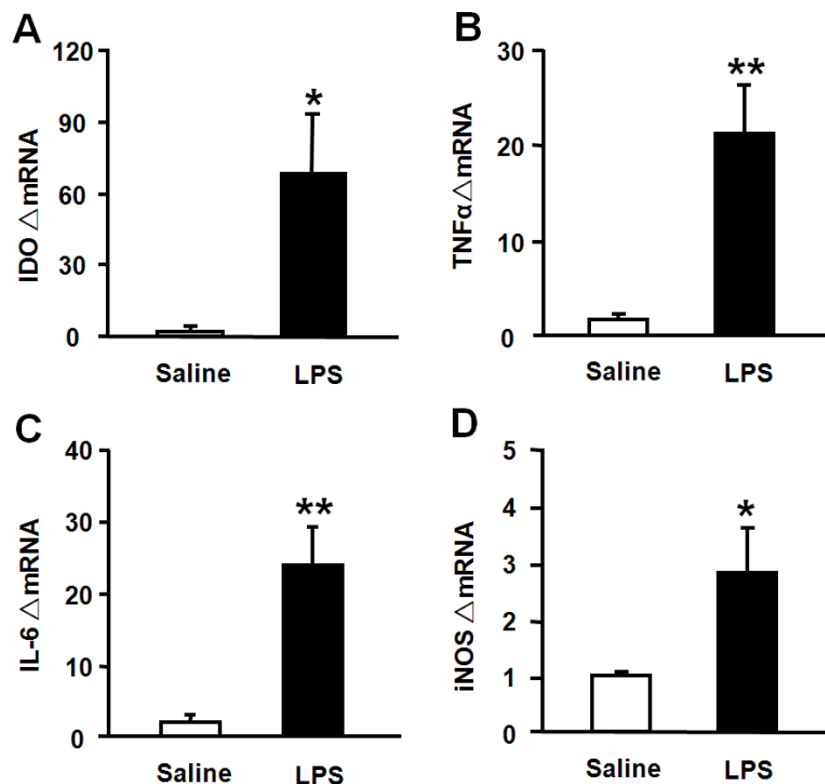 A
IDO △ mRNA
120
90
60
30
0
*
Saline
LPS
B
TNFα△mRNA
30
20
10
0
**
Saline
LPS
C
IL-6 △ mRNA
40
30
20
10
0
**
Saline
LPS
D
iNOS △ mRNA
5
4
3
2
1
0
*
Saline
LPS